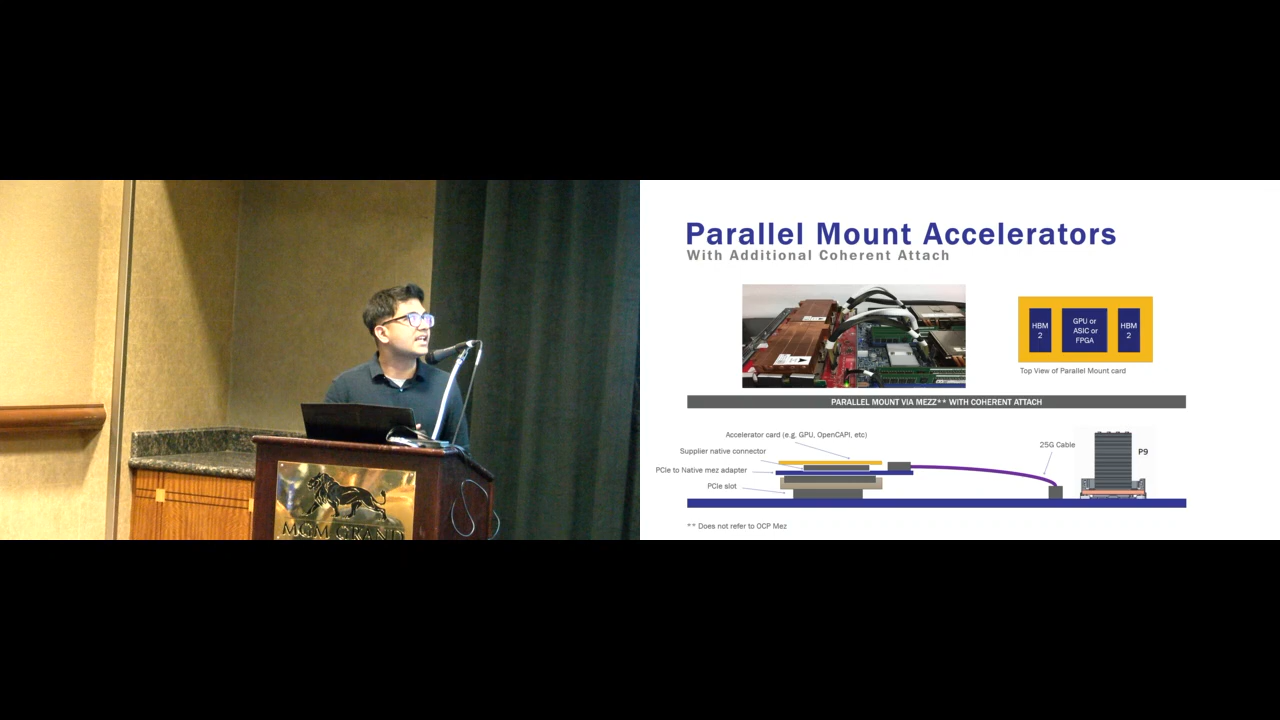 MGM GRAND
Parallel Mount Accelerators
With Additional Coherent Attach
HBM
2
GPU or
ASIC or
FPGA
HBM
2
Top View of Parallel Mount card
PARALLEL MOUNT VIA MEZZ** WITH COHERENT ATTACH
Accelerator card (e.g. GPU, OpenCAPI, etc)
Supplier native connector
PCIe to Native mez adapter
PCIe slot
25G Cable
P9
** Does not refer to OCP Mez